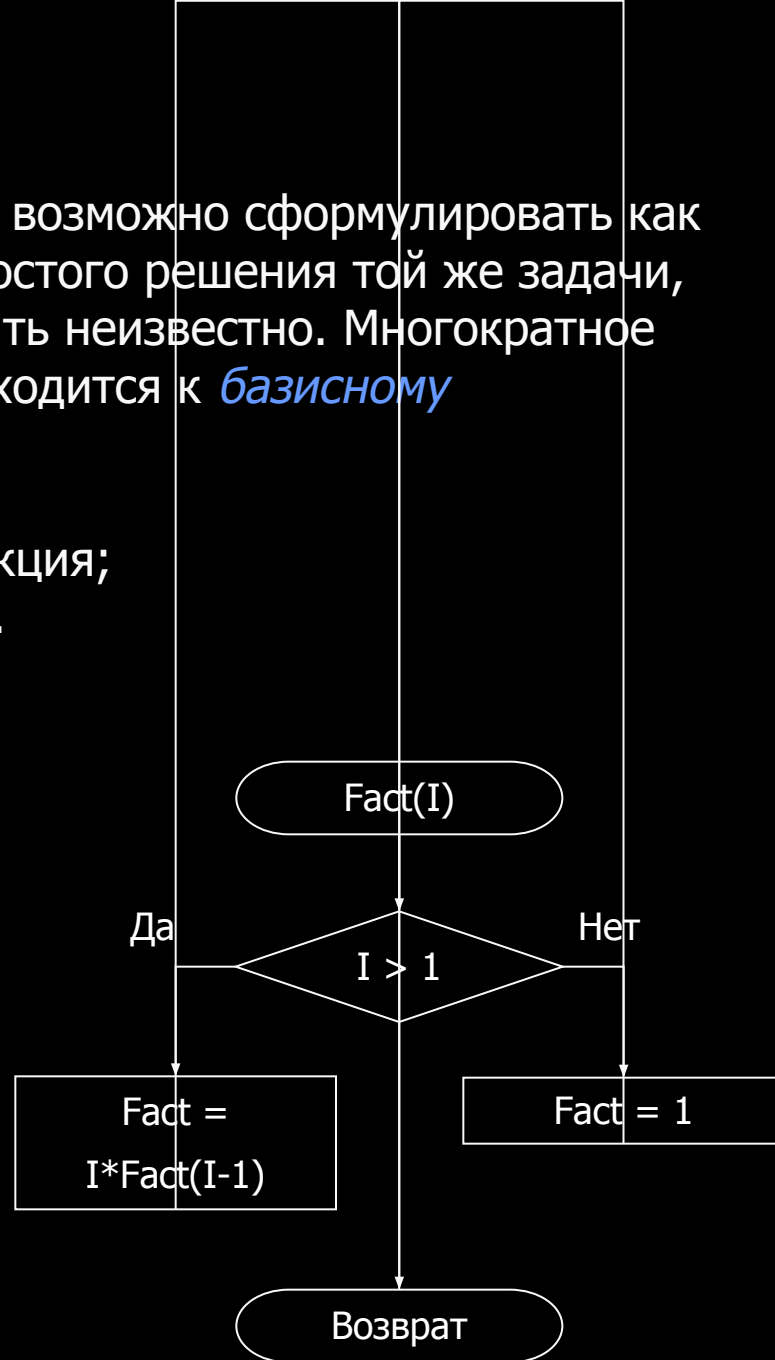 возможно сформулировать как
остого решения той же задачи,
ть неизвестно. Многократное
ходится к базисному
кция;
.
Fact(I)
Да
Нет
I > 1
Fact =
I*Fact(I-1)
Fact = 1
Возврат